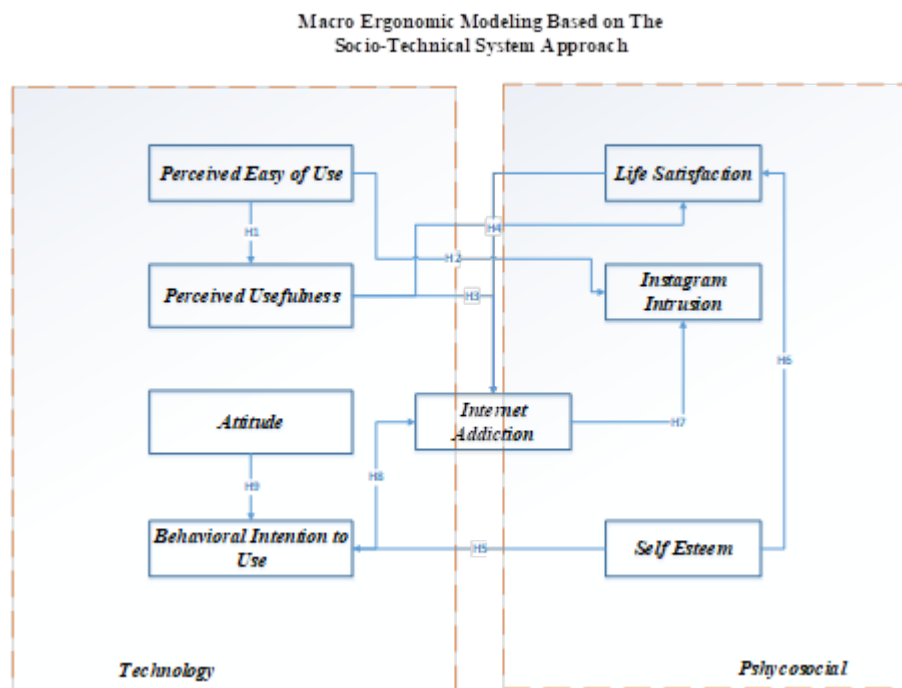 Macro Ergonomic Modeling Based on The
Socio-Technical System Approach
Perceived Easy of Use
Life Satisfaction
H1
H4
H2
Perceived Usefulness
H3
Instagram
Intrusion
H6
Attitude
Internet
Addiction
H7
H8
H9
Behavioral Intention to
Use
H5
Self Esteem
Technology
Pshycosocial